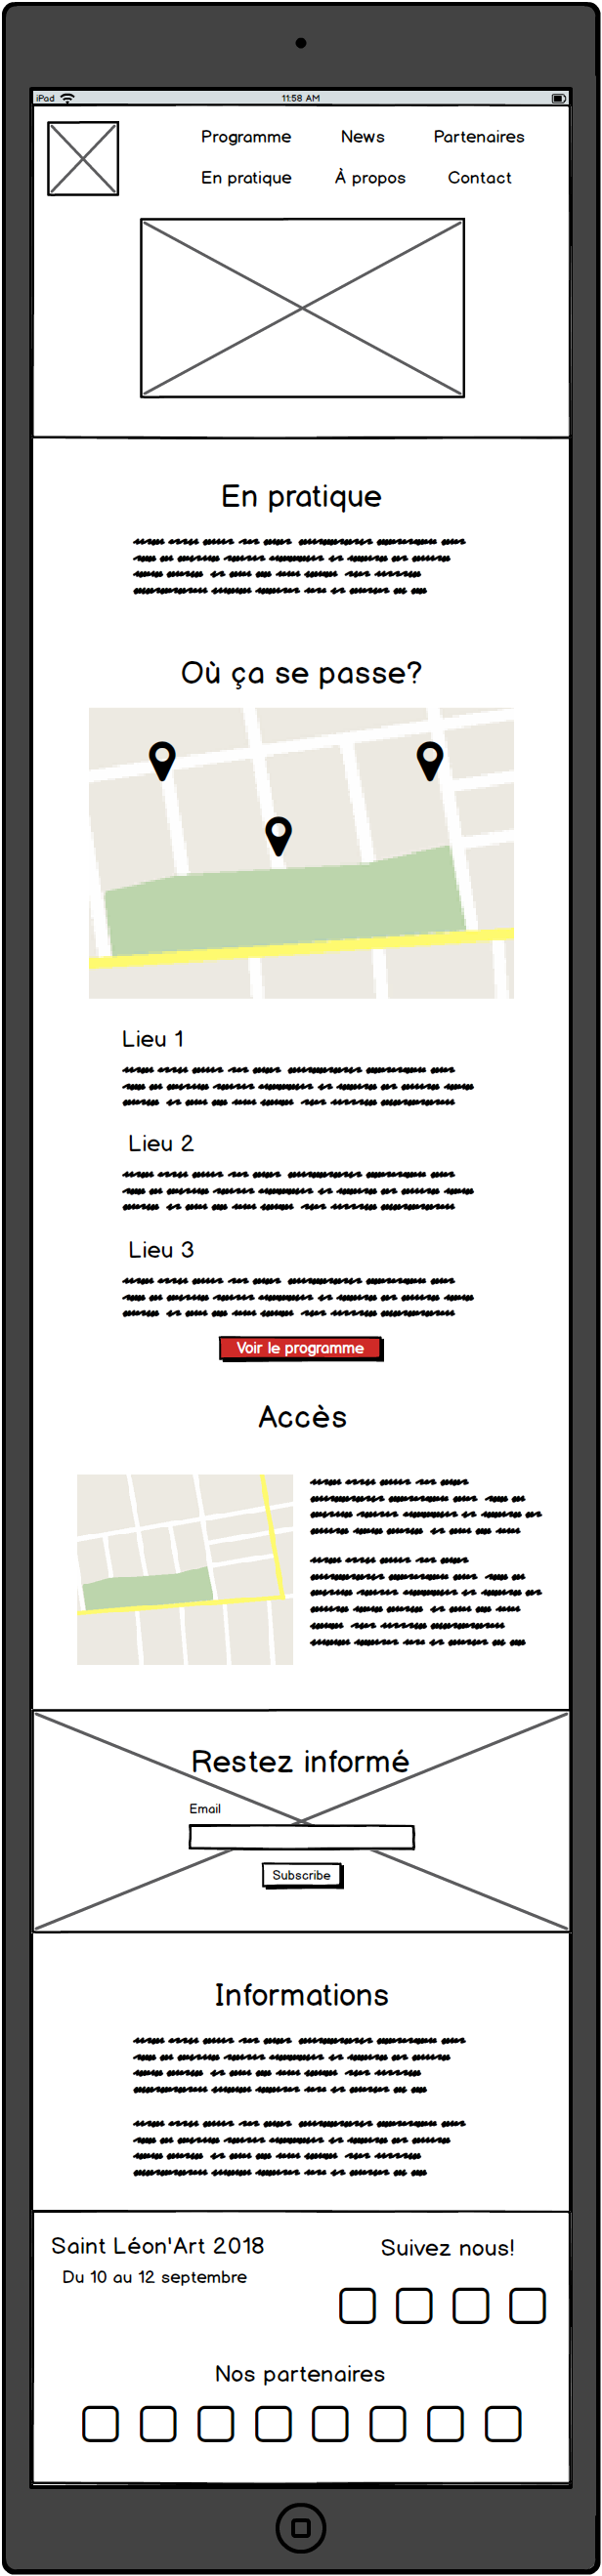 iPad 11:58 AM
Programme News Partenaires
En pratique À propos Contact
En pratique
Où ça se passe?
Lieu 1
Lieu 2
Lieu 3
Voir le programme
Accès
Restez informé
Email
Subscribe
Informations
Saint Léon'Art 2018
Du 10 au 12 septembre
Suivez nous!
Nos partenaires